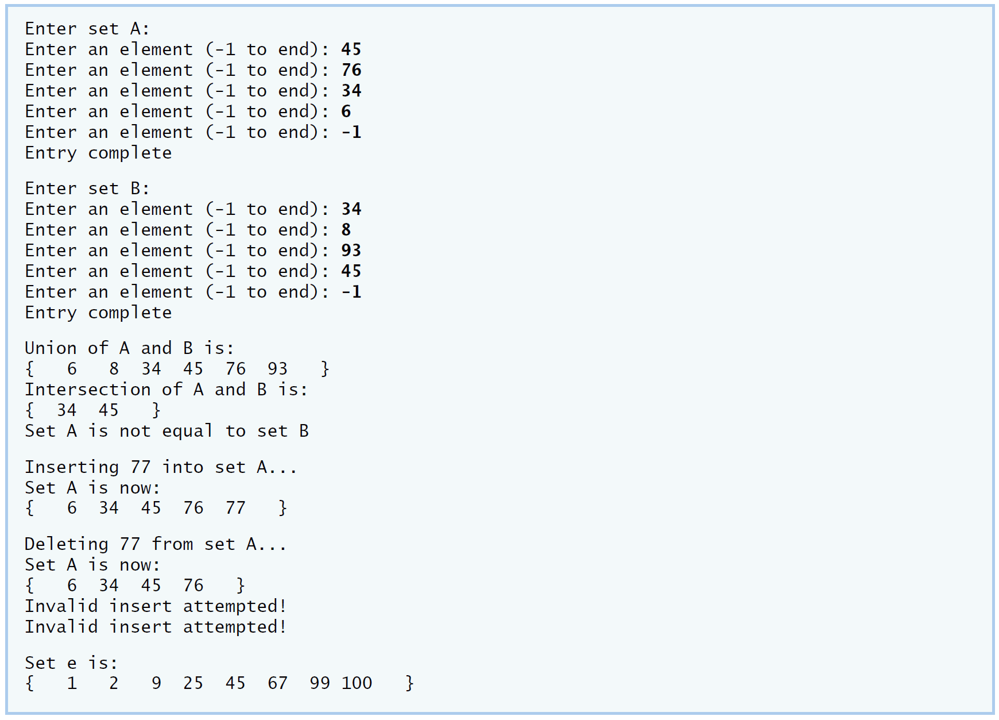 Enter set A:
Enter an element (-1 to end): 45
Enter an element (-1 to end): 76
Enter an element (-1 to end): 34
Enter an element (-1 to end): 6
Enter an element (-1 to end): -1
Entry complete

Enter set B:
Enter an element (-1 to end): 34
Enter an element (-1 to end): 8
Enter an element (-1 to end): 93
Enter an element (-1 to end): 45
Enter an element (-1 to end): -1
Entry complete

Union of A and B is:
{   6   8  34  45  76  93   }
Intersection of A and B is:
{  34  45   }
Set A is not equal to set B

Inserting 77 into set A...
Set A is now:
{   6  34  45  76  77   }

Deleting 77 from set A...
Set A is now:
{   6  34  45  76   }
Invalid insert attempted!
Invalid insert attempted!

Set e is:
{   1   2   9  25  45  67  99 100   }